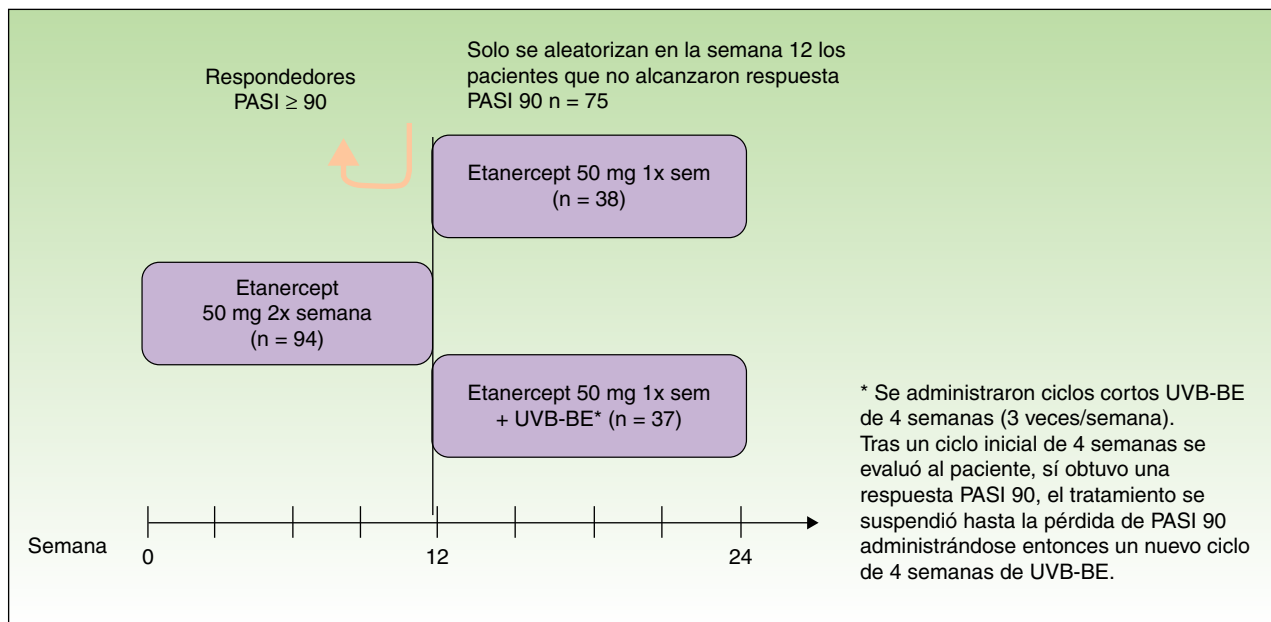 Respondedores
PASI ≥ 90
Solo se aleatorizan en la semana 12 los
pacientes que no alcanzaron respuesta
PASI 90 n = 75
Etanercept 50 mg 1x sem
(n = 38)
Etanercept
50 mg 2x semana
(n = 94)
Etanercept 50 mg 1x sem
+ UVB-BE* (n = 37)
* Se administraron ciclos cortos UVB-BE
de 4 semanas (3 veces/semana).
Tras un ciclo inicial de 4 semanas se
evaluó al paciente, sí obtuvo una
respuesta PASI 90, el tratamiento se
suspendió hasta la pérdida de PASI 90
administrándose entonces un nuevo ciclo
de 4 semanas de UVB-BE.
Semana
0 12 24